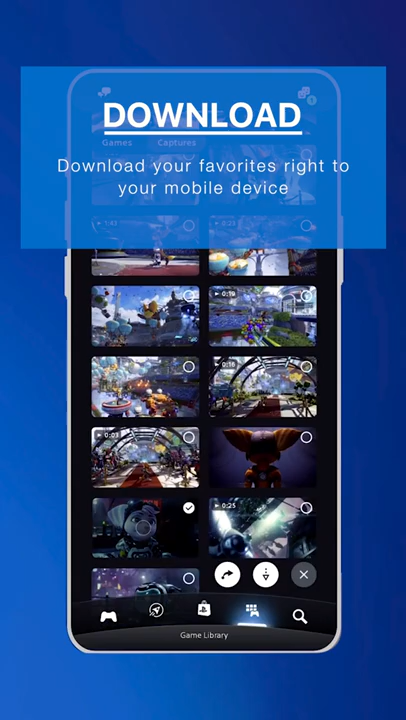 DOWNLOAD
Games Captures
Download your favorites right to
your mobile device
1:43 0:23
0:19
0:16
0:03
0:25
Game Library